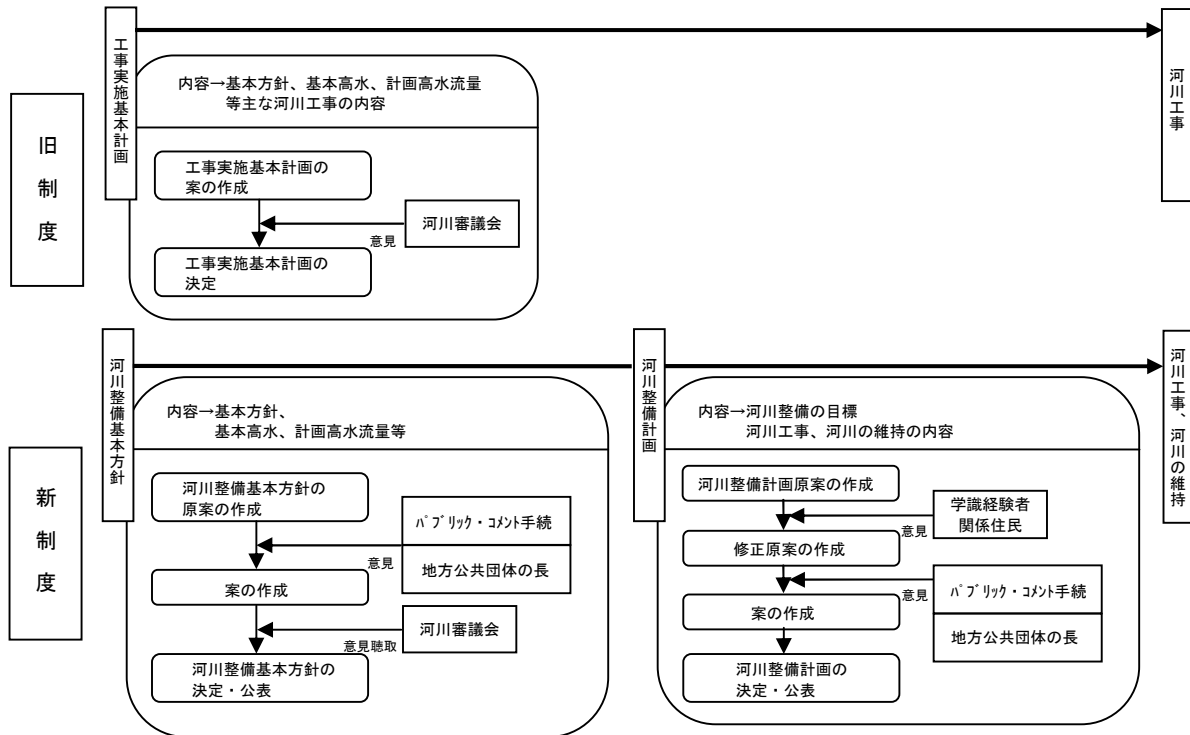 旧制度
工事実施基本計画
内容→基本方針、基本高水、計画高水流量
等主な河川工事の内容
工事実施基本計画の
案の作成
河川審議会
意見
工事実施基本計画の
決定
河川工事
新制度
河川整備基本方針
内容→基本方針、
基本高水、計画高水流量等
河川整備基本方針の
原案の作成
ﾊﾟﾌﾞﾘｯｸ・ｺﾒﾝﾄ手続
意見
地方公共団体の長
案の作成
河川審議会
意見聴取
河川整備基本方針の
決定・公表
河川整備計画
内容→河川整備の目標
河川工事、河川の維持の内容
河川整備計画原案の作成
学識経験者
関係住民
意見
修正原案の作成
ﾊﾟﾌﾞﾘｯｸ・ｺﾒﾝﾄ手続
意見
案の作成
地方公共団体の長
河川整備計画の
決定・公表
河川工事、河川の維持